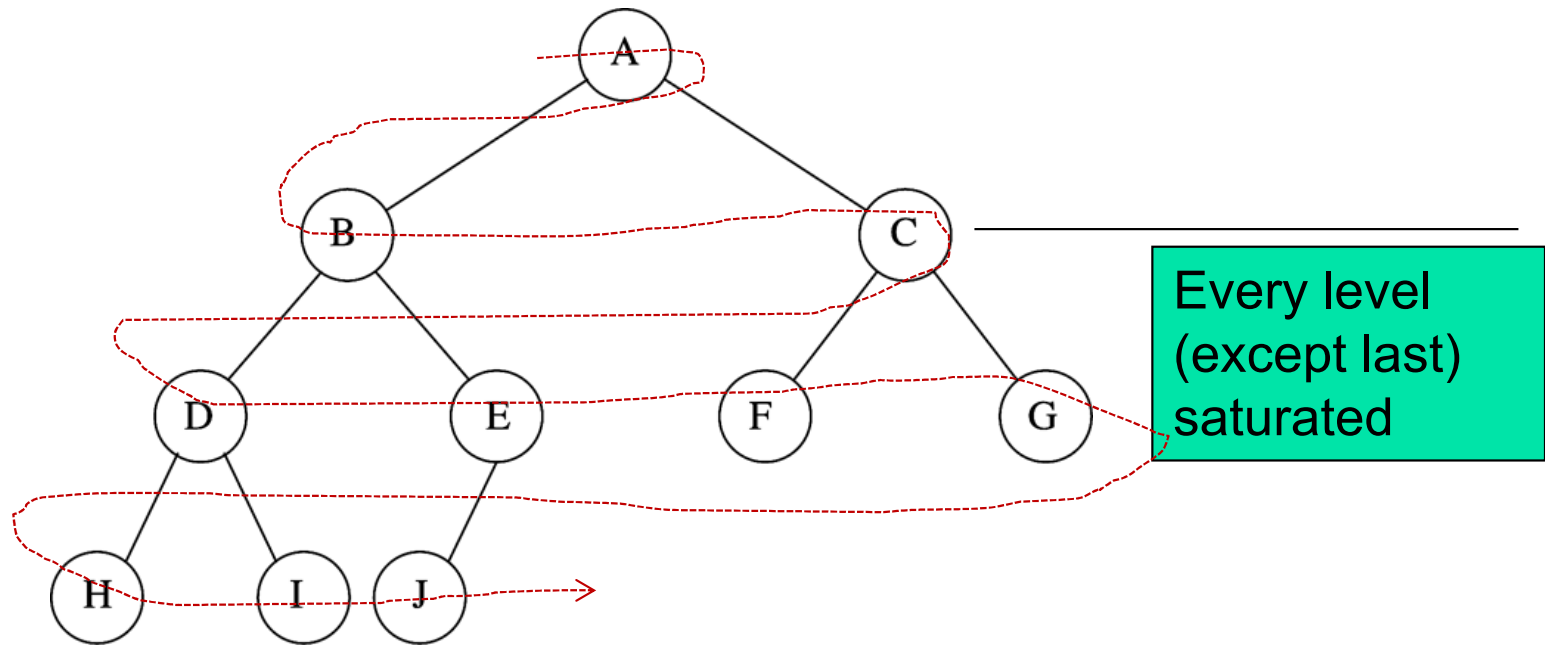 A
B
C
Every level
(except last)
saturated
D
E
F
G
H
I
J